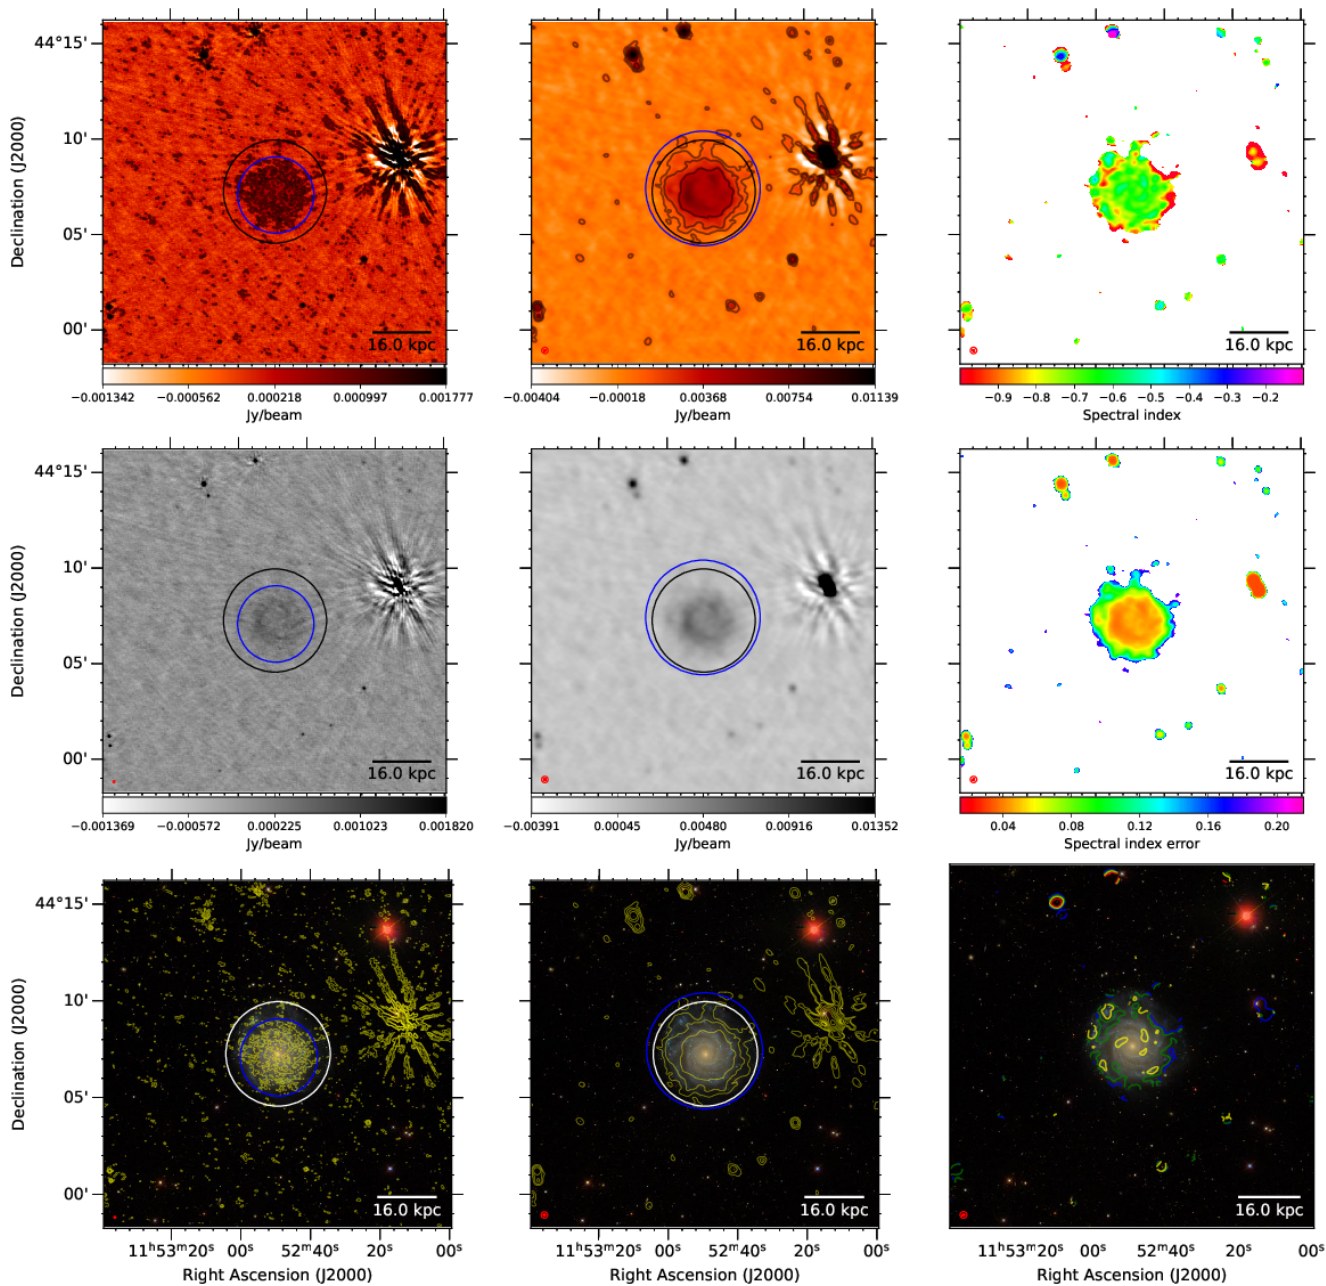 44°15'
10'
05'
00'
Declination (J2000)
16.0 kpc
16.0 kpc
16.0 kpc
−0.001342 −0.000562 0.000218 0.000997 0.001777
Jy/beam
−0.00404 −0.00018 0.00368 0.00754 0.01139
Jy/beam
−0.9 −0.8 −0.7 −0.6 −0.5 −0.4 −0.3 −0.2
Spectral index
44°15'
10'
05'
00'
Declination (J2000)
16.0 kpc
16.0 kpc
16.0 kpc
−0.001369 −0.000572 0.000225 0.001023 0.001820
Jy/beam
−0.00391 0.00045 0.00480 0.00916 0.01352
Jy/beam
0.04 0.08 0.12 0.16 0.20
Spectral index error
44°15'
10'
05'
00'
Declination (J2000)
16.0 kpc
16.0 kpc
16.0 kpc
11ʰ53ᵐ20ˢ 00ˢ 52ᵐ40ˢ 20ˢ 00ˢ
Right Ascension (J2000)
11ʰ53ᵐ20ˢ 00ˢ 52ᵐ40ˢ 20ˢ 00ˢ
Right Ascension (J2000)
11ʰ53ᵐ20ˢ 00ˢ 52ᵐ40ˢ 20ˢ 00ˢ
Right Ascension (J2000)